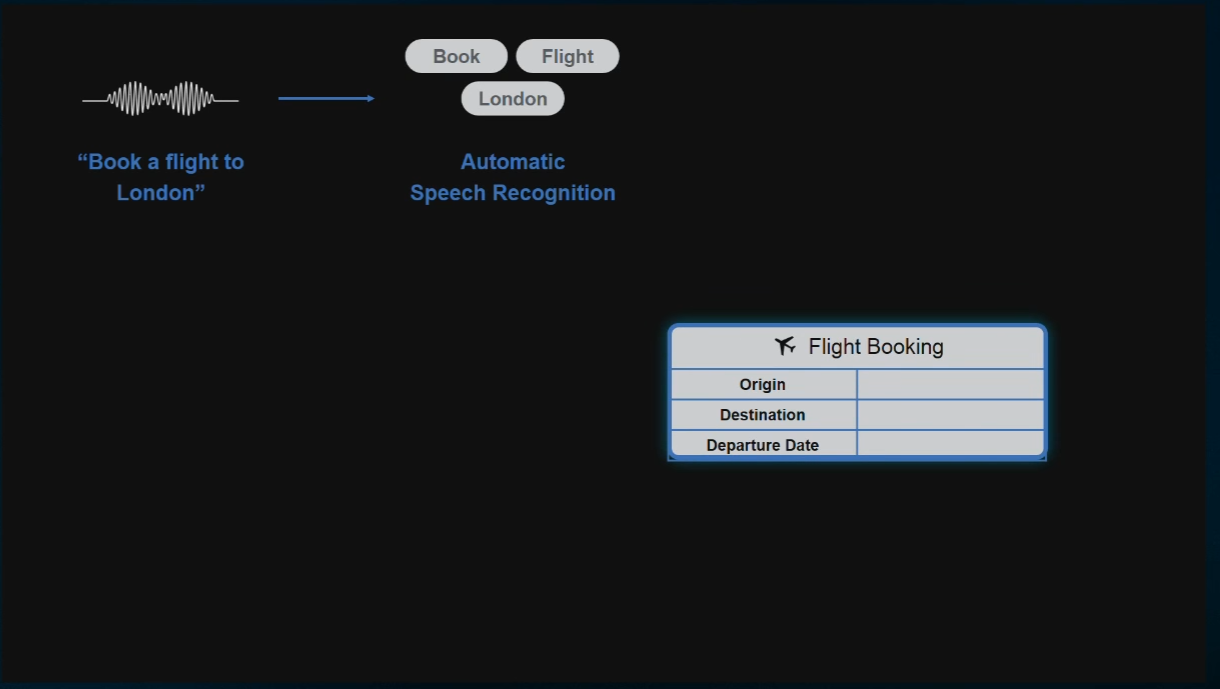 Book Flight
London
“Book a flight to
London”
Automatic
Speech Recognition
Flight Booking
Origin
Destination
Departure Date